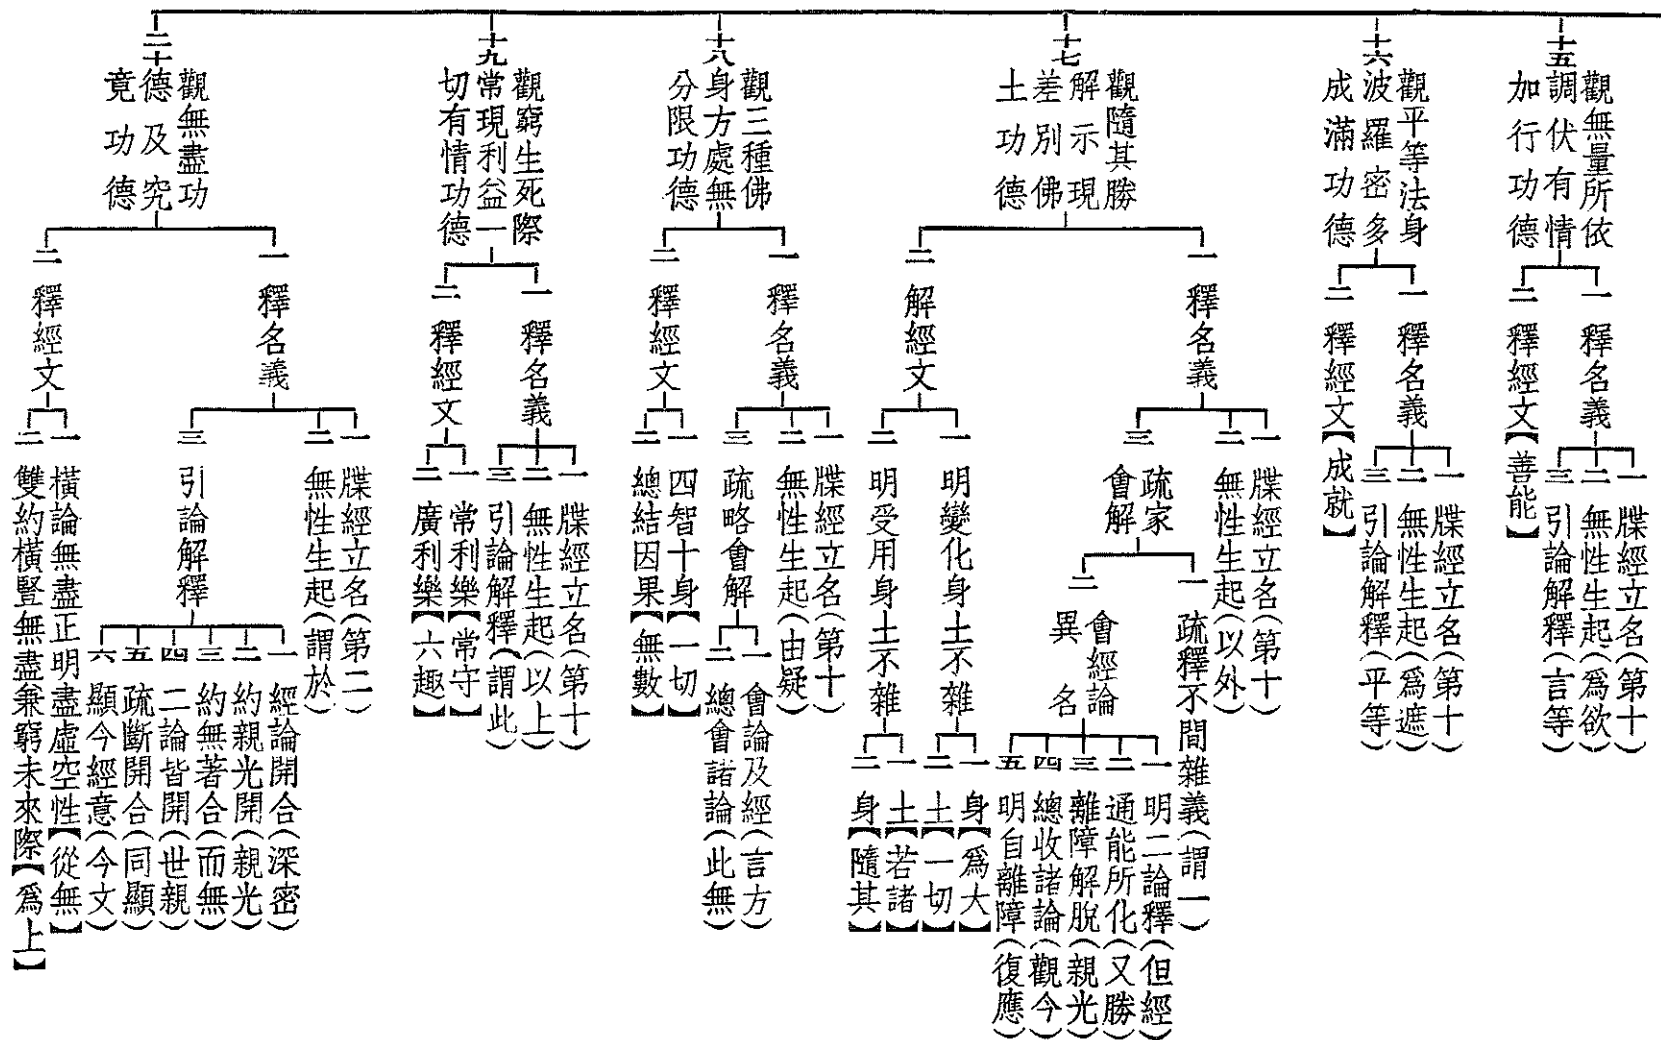 十五 觀無量所依調伏有情加行功德
一 釋名義
一 牒經立名(第十)
二 無性生起(爲欲)
三 引論解釋(言等)
二 釋經文【善能】
十六 觀平等法身波羅密多成滿功德
一 釋名義
一 牒經立名(第十)
二 無性生起(爲遮)
三 引論解釋(平等)
二 釋經文【成就】
十七 觀隨其勝解示現差別佛土功德
一 釋名義
一 牒經立名(第十)
二 無性生起(以外)
三 疏家會解
一 疏釋不間雜義(謂一)
二 會經論異名
一 明二論釋(但經)
二 通能所化(又勝)
三 離障解脫(親光)
四 總收諸論(觀今)
五 明自離障(復應)
二 解經文
一 明變化身土不雜
一 身【爲大】
二 土【一切】
二 明受用身土不雜
一 土【若諸】
二 身【隨其】
十八 觀三種佛身方處無分限功德
一 釋名義
一 牒經立名(第十)
二 無性生起(由疑)
三 疏略會解
一 會論及經(言方)
二 總會諸論(此無)
二 釋經文
一 四智十身【一切】
二 總結因果【無數】
十九 觀窮生死際常現利益一切有情功德
一 釋名義
一 牒經立名(第十)
二 無性生起(以上)
三 引論解釋(謂此)
二 釋經文
一 常利樂【常守】
二 廣利樂【六趣】
二十 觀無盡功德及究竟功德
一 釋名義
一 牒經立名(第二)
二 無性生起(謂於)
三 引論解釋
一 經論開合(深密)
二 約親光開(親光)
三 約無著合(而無)
四 二論皆開(世親)
五 疏斷開合(同顯)
六 顯今經意(今文)
二 釋經文
一 橫論無盡正明盡虛空性【從無】
二 雙約橫豎無盡兼窮未來際【爲上】